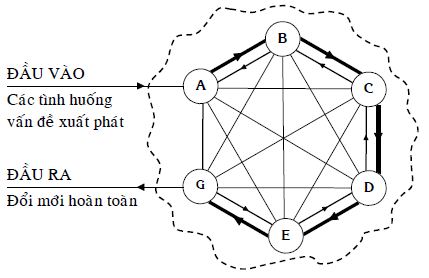 B
ĐẦU VÀO
A
C
Các tình huống
vấn đề xuất phát
ĐẦU RA
G
D
Đổi mới hoàn toàn
E